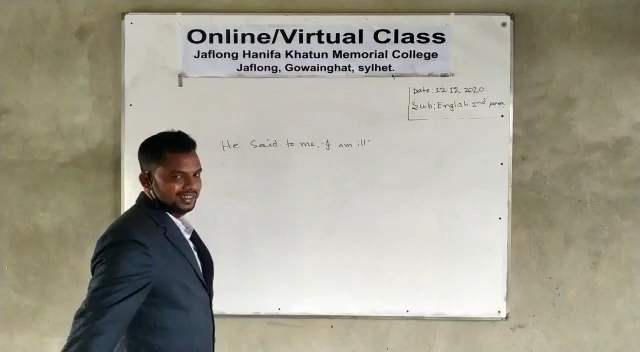 Online/Virtual Class
Jaflong Hanifa Khatun Memorial College
Jaflong, Gowainghat, sylhet.
Date: 12.12.2020
Sub: English 2nd paper
He said to me, "I am ill"